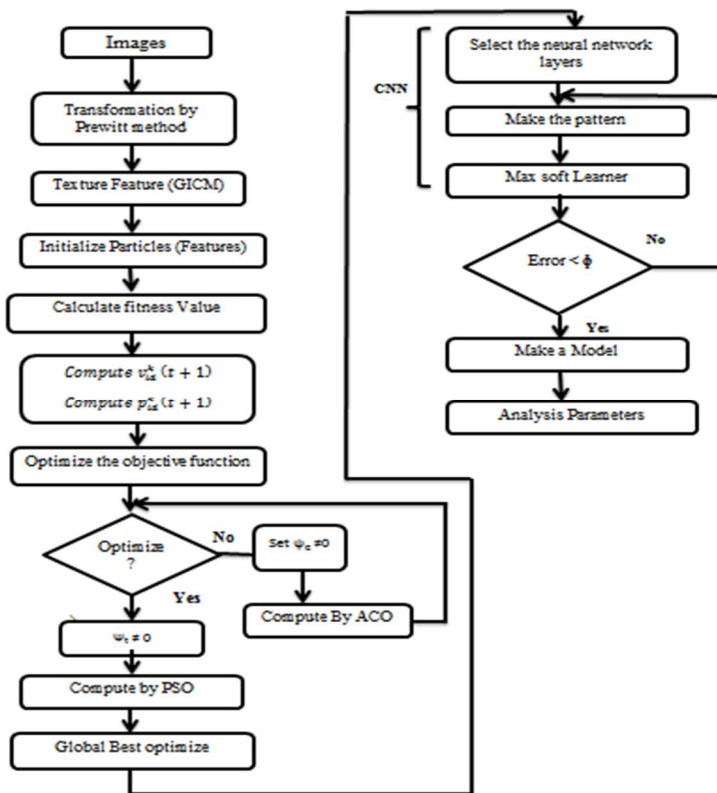 Images
Transformation by
Prewitt method
Texture Feature (GICM)
Initialize Particles (Features)
Calculate fitness Value
Compute (t + 1)
Compute (t + 1)
Optimize the objective function
Optimize
?
No
Set ≠0
Compute By ACO
Yes
≠ 0
Compute by PSO
Global Best optimize
CNN
Select the neural network
layers
Make the pattern
Max soft Learner
Error < ϕ
No
Yes
Make a Model
Analysis Parameters